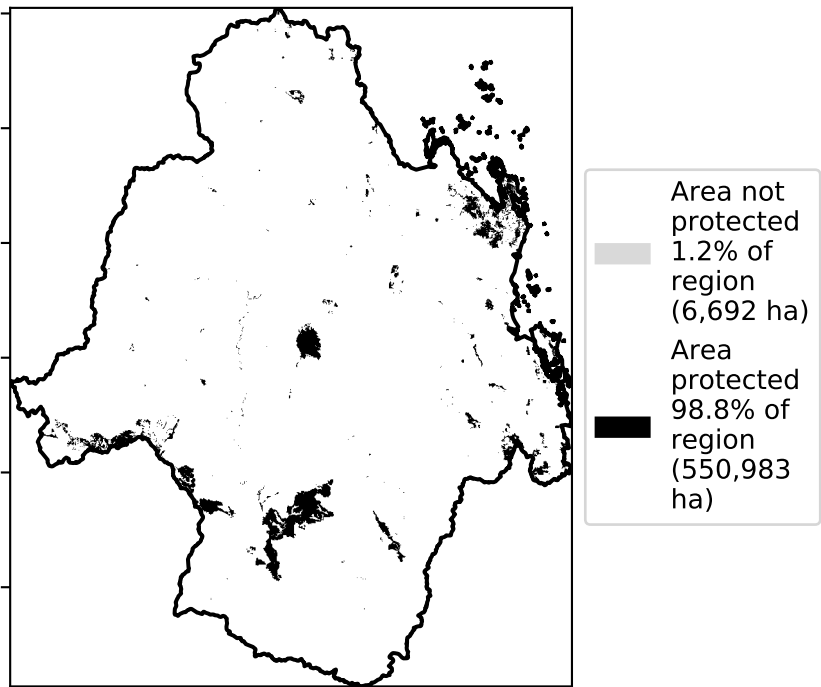 Area not
protected
1.2% of
region
(6,692 ha)
Area
protected
98.8% of
region
(550,983
ha)